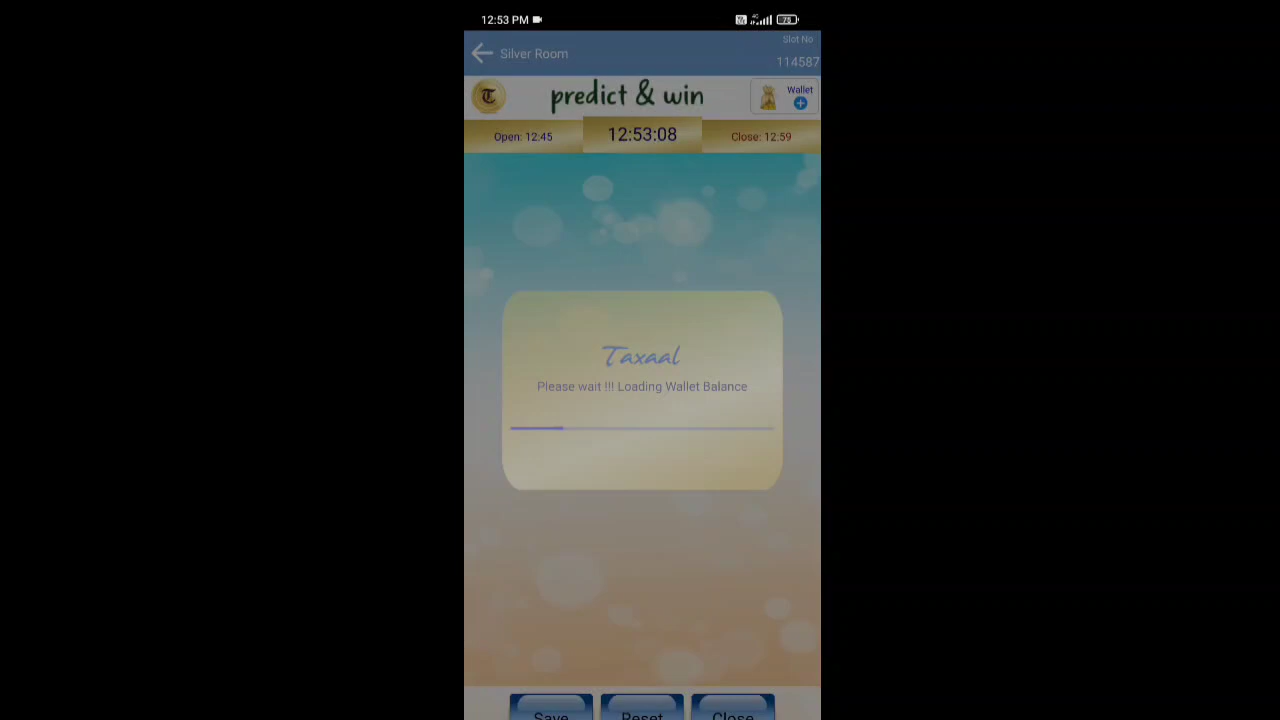 12:53 PM
75
Silver Room
Slot No
114587
predict & win
Wallet
Open: 12:45
12:53:08
Close: 12:59
Taxaal
Please wait !!! Loading Wallet Balance
Save
Reset
Close